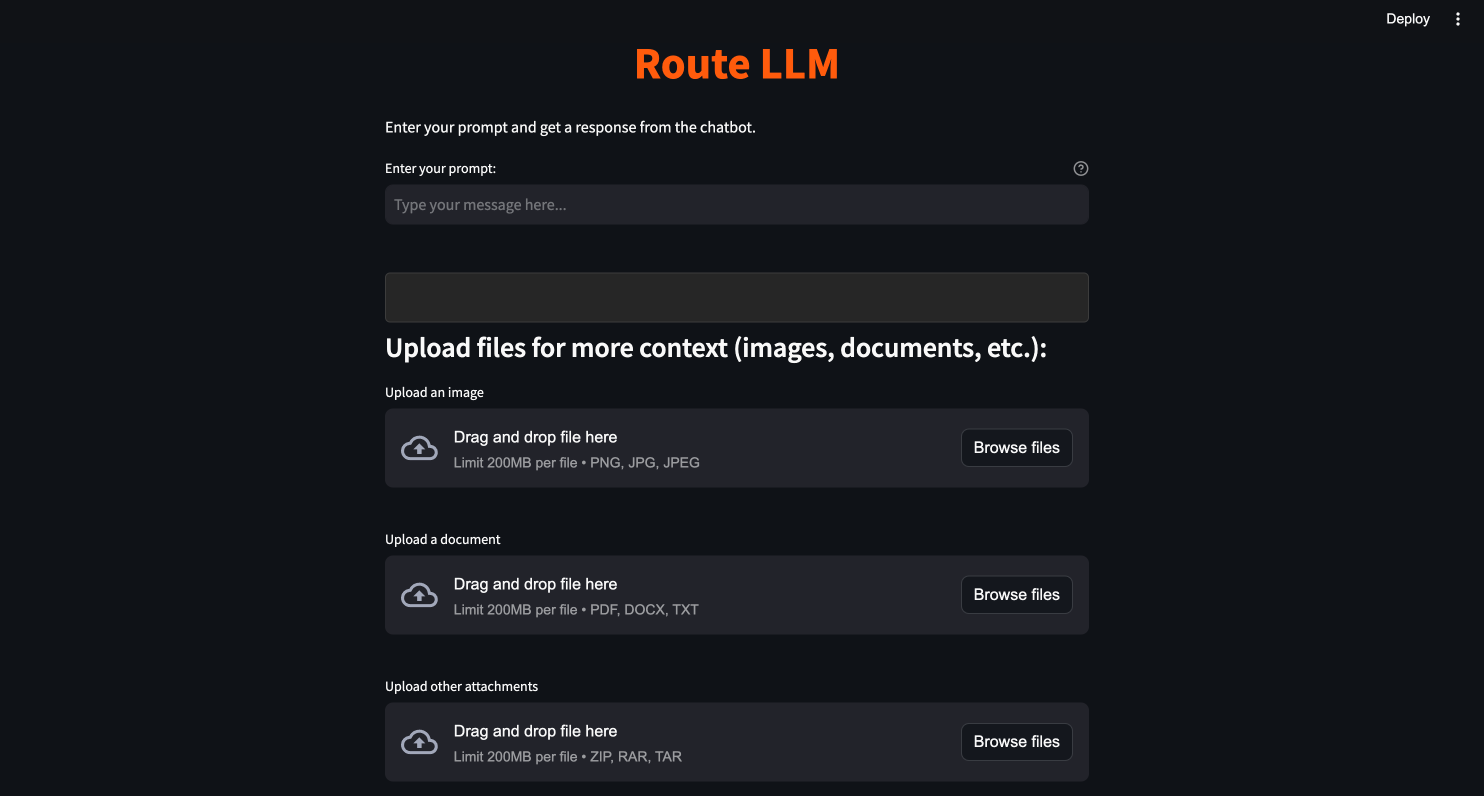 Deploy
Route LLM
Enter your prompt and get a response from the chatbot.
Enter your prompt:
Type your message here...
Upload files for more context (images, documents, etc.):
Upload an image
Drag and drop file here
Limit 200MB per file • PNG, JPG, JPEG
Browse files
Upload a document
Drag and drop file here
Limit 200MB per file • PDF, DOCX, TXT
Browse files
Upload other attachments
Drag and drop file here
Limit 200MB per file • ZIP, RAR, TAR
Browse files